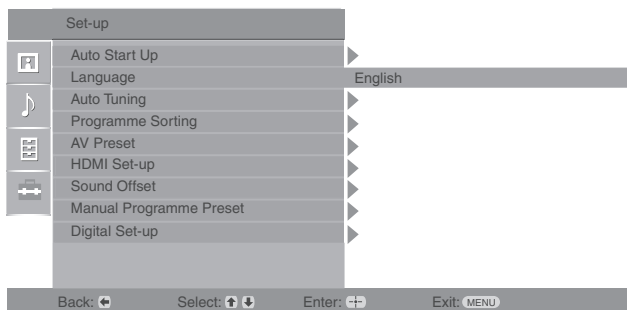 Set-up
Auto Start Up
Language English
Auto Tuning
Programme Sorting
AV Preset
HDMI Set-up
Sound Offset
Manual Programme Preset
Digital Set-up
Back: Select: Enter: Exit: MENU